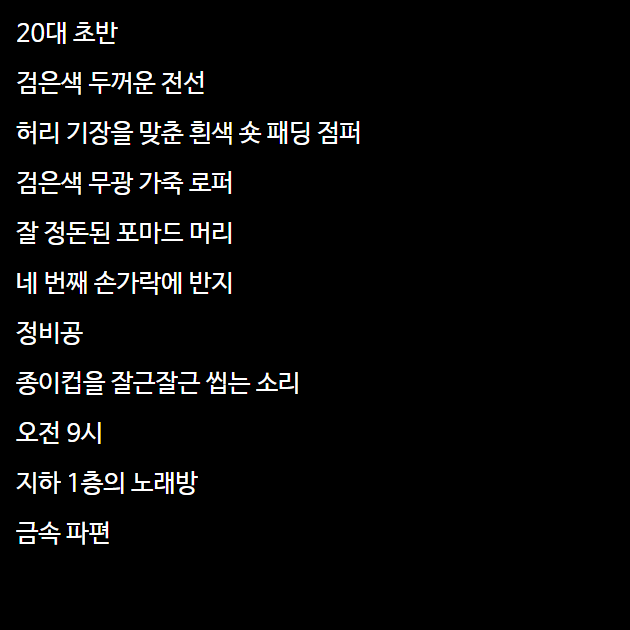 20대 초반
검은색 두꺼운 전선
허리 기장을 맞춘 흰색 숏 패딩 점퍼
검은색 무광 가죽 로퍼
잘 정돈된 포마드 머리
네 번째 손가락에 반지
정비공
종이컵을 잘근잘근 씹는 소리
오전 9시
지하 1층의 노래방
금속 파편